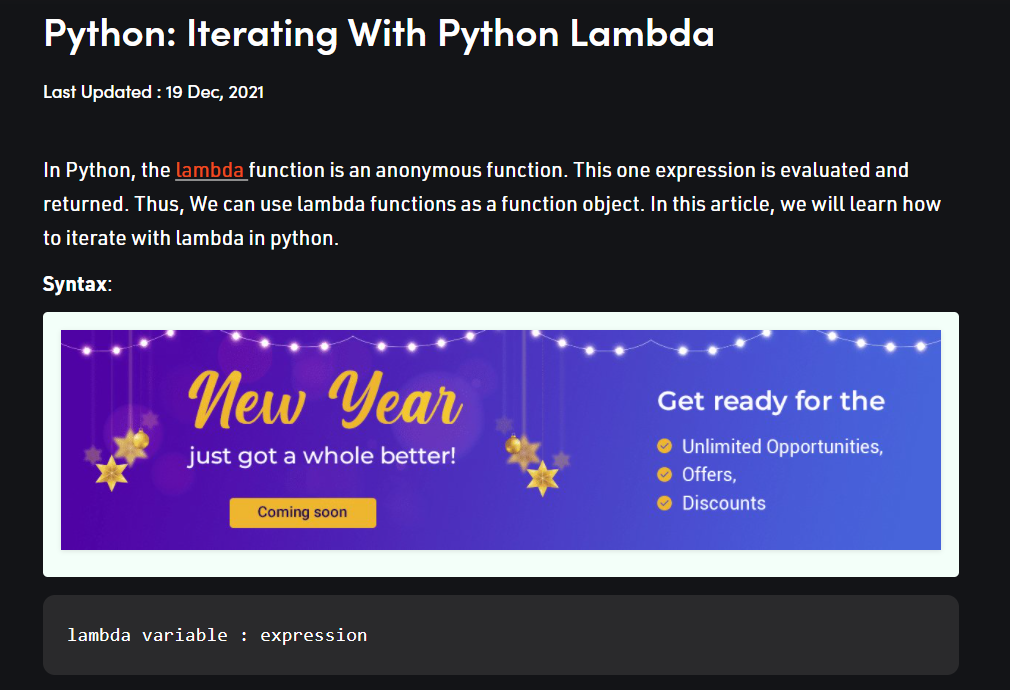 Python: Iterating With Python Lambda
Last Updated : 19 Dec, 2021
In Python, the lambda function is an anonymous function. This one expression is evaluated and
returned. Thus, We can use lambda functions as a function object. In this article, we will learn how
to iterate with lambda in python.
Syntax:
New Year
just got a whole better!
Coming soon
Get ready for the
Unlimited Opportunities,
Offers,
Discounts
lambda variable : expression